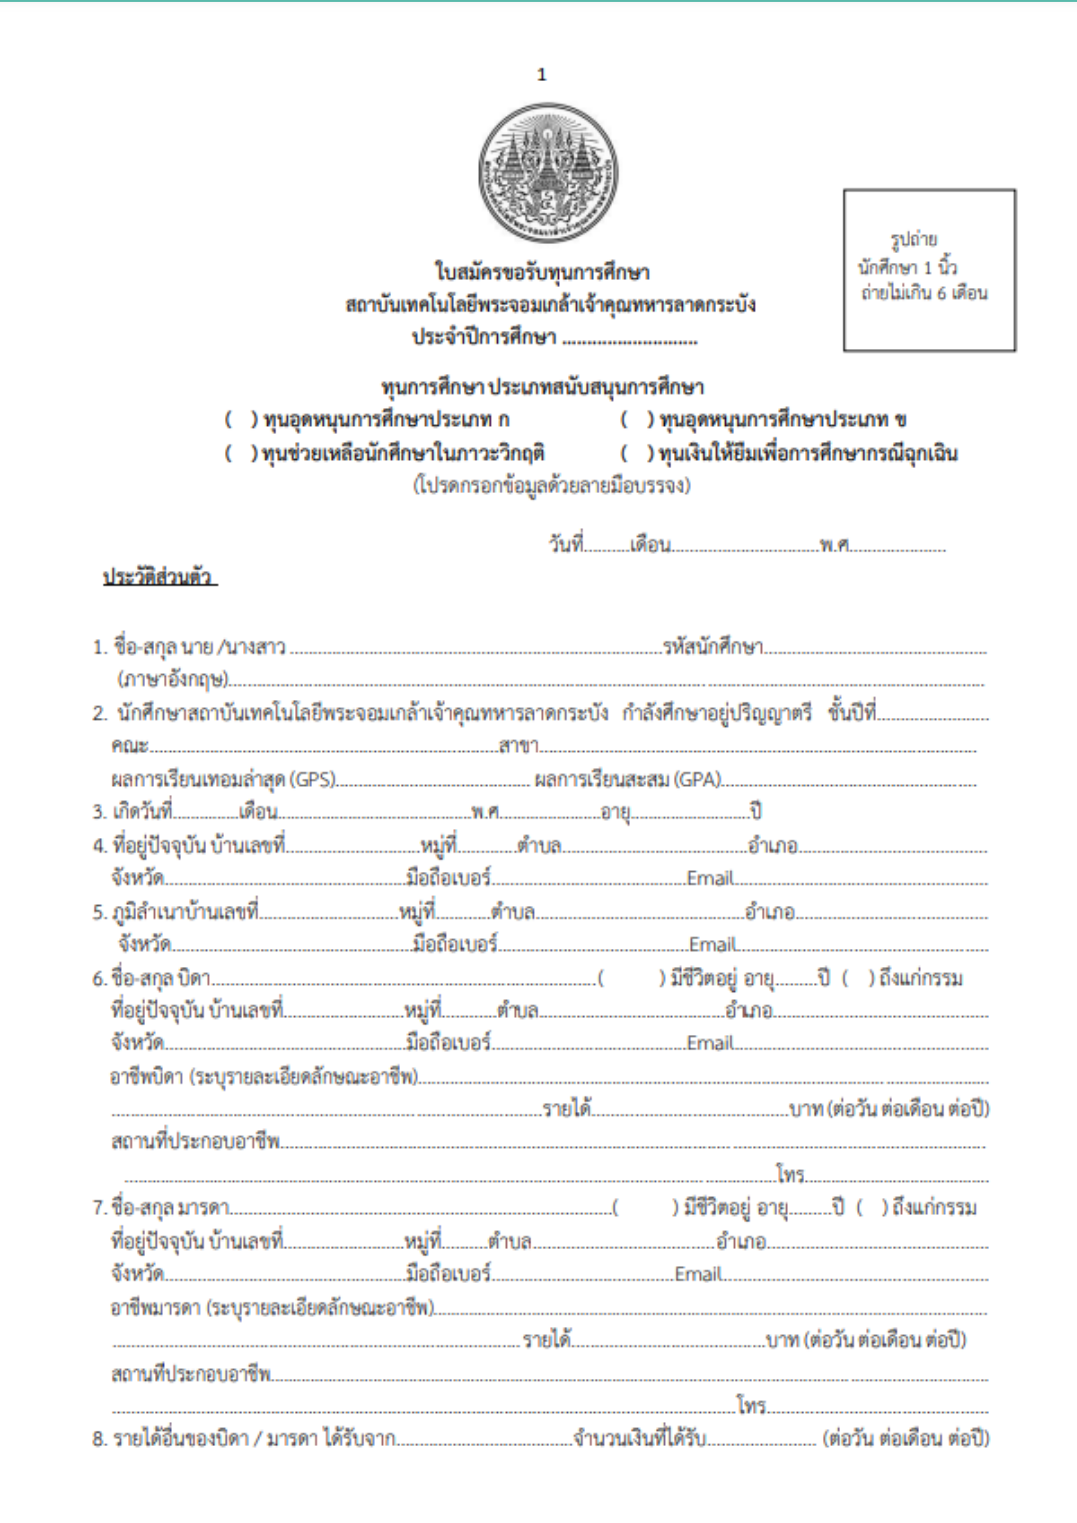 1
สถาบันเทคโนโลยีพระจอมเกล้าเจ้าคุณทหารลาดกระบัง
รูปถ่าย
นักศึกษา 1 นิ้ว
ถ่ายไม่เกิน 6 เดือน
ใบสมัครขอรับทุนการศึกษา
สถาบันเทคโนโลยีพระจอมเกล้าเจ้าคุณทหารลาดกระบัง
ประจำปีการศึกษา ...........................
ทุนการศึกษา ประเภทสนับสนุนการศึกษา
( ) ทุนอุดหนุนการศึกษาประเภท ก ( ) ทุนอุดหนุนการศึกษาประเภท ข
( ) ทุนช่วยเหลือนักศึกษาในภาวะวิกฤติ ( ) ทุนเงินให้ยืมเพื่อการศึกษากรณีฉุกเฉิน
(โปรดกรอกข้อมูลด้วยลายมือบรรจง)
วันที่...........เดือน...................................พ.ศ.......................
ประวัติส่วนตัว
1. ชื่อ-สกุล นาย /นางสาว ...............................................รหัสนักศึกษา..............................
(ภาษาอังกฤษ)....................................................................................
2. นักศึกษาสถาบันเทคโนโลยีพระจอมเกล้าเจ้าคุณทหารลาดกระบัง กำลังศึกษาอยู่ปริญญาตรี ชั้นปีที่....................
คณะ.............................................สาขา.............................................
ผลการเรียนเทอมล่าสุด (GPS)................................ ผลการเรียนสะสม (GPA)................................
3. เกิดวันที่..............เดือน..............................พ.ศ....................อายุ....................ปี
4. ที่อยู่ปัจจุบัน บ้านเลขที่.........................หมู่ที่............ตำบล..............................อำเภอ..............................
จังหวัด..............................มือถือเบอร์..............................Email..............................
5. ภูมิลำเนาบ้านเลขที่.........................หมู่ที่............ตำบล..............................อำเภอ..............................
จังหวัด..............................มือถือเบอร์..............................Email..............................
6. ชื่อ-สกุล บิดา..................................................( ) มีชีวิตอยู่ อายุ.........ปี ( ) ถึงแก่กรรม
ที่อยู่ปัจจุบัน บ้านเลขที่.........................หมู่ที่............ตำบล..............................อำเภอ..............................
จังหวัด..............................มือถือเบอร์..............................Email..............................
อาชีพบิดา (ระบุรายละเอียดลักษณะอาชีพ)............................................................
............................................................รายได้..............................บาท (ต่อวัน ต่อเดือน ต่อปี)
สถานที่ประกอบอาชีพ................................................................................
................................................................................โทร..............................
7. ชื่อ-สกุล มารดา..................................................( ) มีชีวิตอยู่ อายุ.........ปี ( ) ถึงแก่กรรม
ที่อยู่ปัจจุบัน บ้านเลขที่.........................หมู่ที่..........ตำบล..............................อำเภอ..............................
จังหวัด..............................มือถือเบอร์..............................Email..............................
อาชีพมารดา (ระบุรายละเอียดลักษณะอาชีพ)............................................................
............................................................รายได้..............................บาท (ต่อวัน ต่อเดือน ต่อปี)
สถานที่ประกอบอาชีพ................................................................................
................................................................................โทร..............................
8. รายได้อื่นของบิดา / มารดา ได้รับจาก..............................จำนวนเงินที่ได้รับ.................... (ต่อวัน ต่อเดือน ต่อปี)